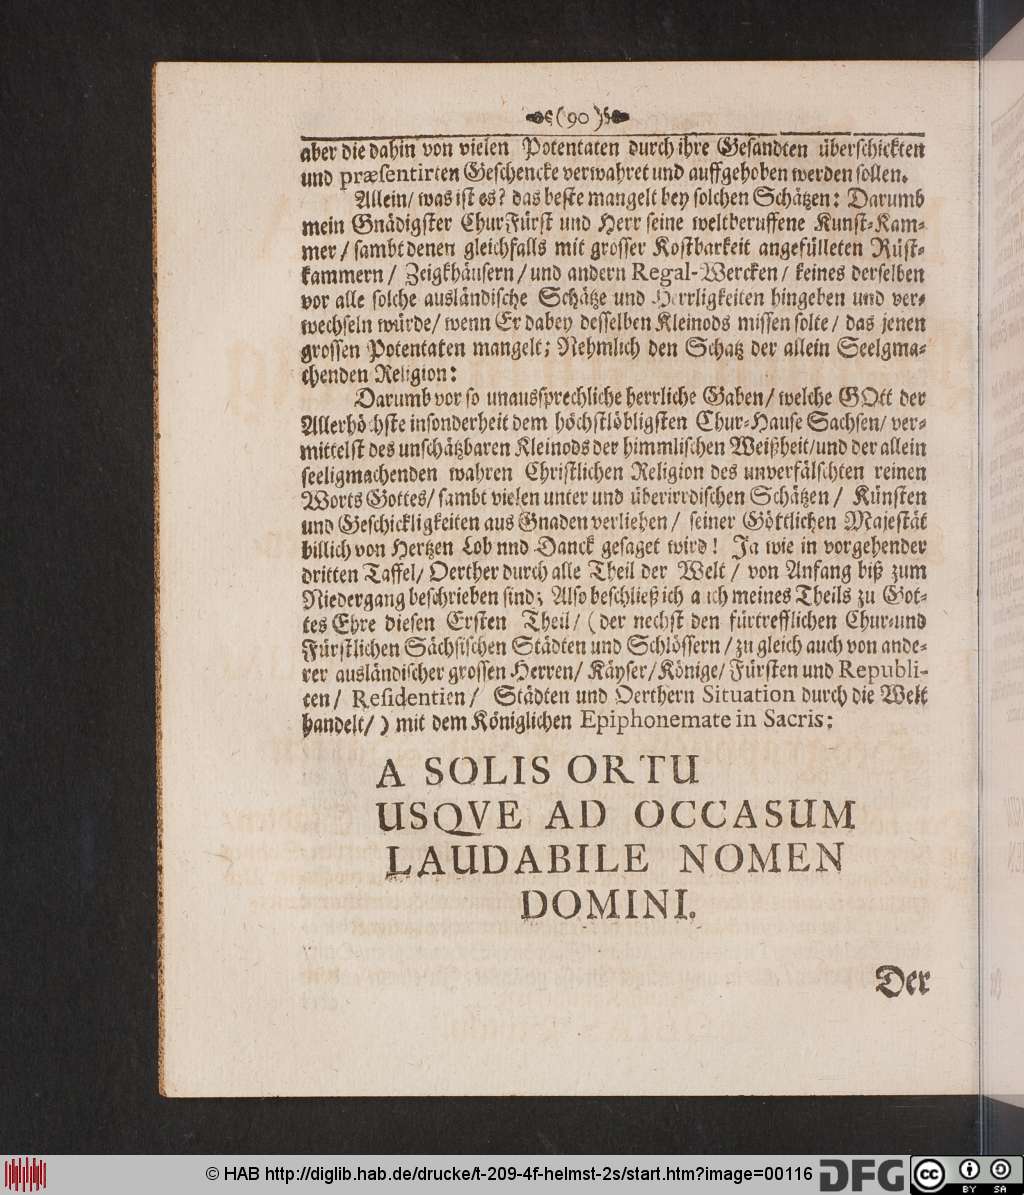 (90)
aber die dahin von vielen Potentaten durch ihre Gesandten überschickten
und præsentirten Geschencke verwahret und auffgehoben werden sollen.
Allein/ was ist es? das beste mangelt bey solchen Schätzen: Darumb
mein Gnädigster ChurFürst und Herr seine weltberuffene Kunst-Kam-
mer/ sambt denen gleichfalls mit grosser Kostbarkeit angefülleten Rüst-
kammern/ Zeigkhäusern/ und andern Regal-Wercken/ keines derselben
vor alle solche ausländische Schätze und Herrligkeiten hingeben und ver-
wechseln würde/ wenn Er dabey desselben Kleinods missen solte/ das jenen
grossen Potentaten mangelt; Nehmlich den Schatz der allein Seelgma-
chenden Religion:
Darumb vor so unaussprechliche herrliche Gaben/ welche GOtt der
Allerhöchste insonderheit dem höchstlöbligsten Chur-Hause Sachsen/ ver-
mittelst des unschätzbaren Kleinods der himmlischen Weißheit/ und der allein
seeligmachenden wahren Christlichen Religion des unverfälschten reinen
Worts Gottes/ sambt vielen unter und überirrdischen Schätzen/ Künsten
und Geschickligkeiten aus Gnaden verliehen/ seiner Göttlichen Majestät
billich von Hertzen Lob nnd Danck gesaget wird! Ja wie in vorgehender
dritten Taffel/ Oerther durch alle Theil der Welt/ von Anfang biß zum
Niedergang beschrieben sind; Also beschließ ich auch meines Theils zu Got-
tes Ehre diesen Ersten Theil/ (der nechst den fürtrefflichen Chur-und
Fürstlichen Sächsischen Städten und Schlössern/ zu gleich auch von ande-
rer ausländischer grossen Herren/ Käyser/ Könige/ Fürsten und Republi-
cen/ Residentien/ Städten und Oerthern Situation durch die Welt
handelt/) mit dem Königlichen Epiphonemate in Sacris;
A SOLIS ORTU
USQVE AD OCCASUM
LAUDABILE NOMEN
DOMINI.
Der
© HAB http://diglib.hab.de/drucke/t-209-4f-helmst-2s/start.htm?image=00116
DFG
cc BY SA